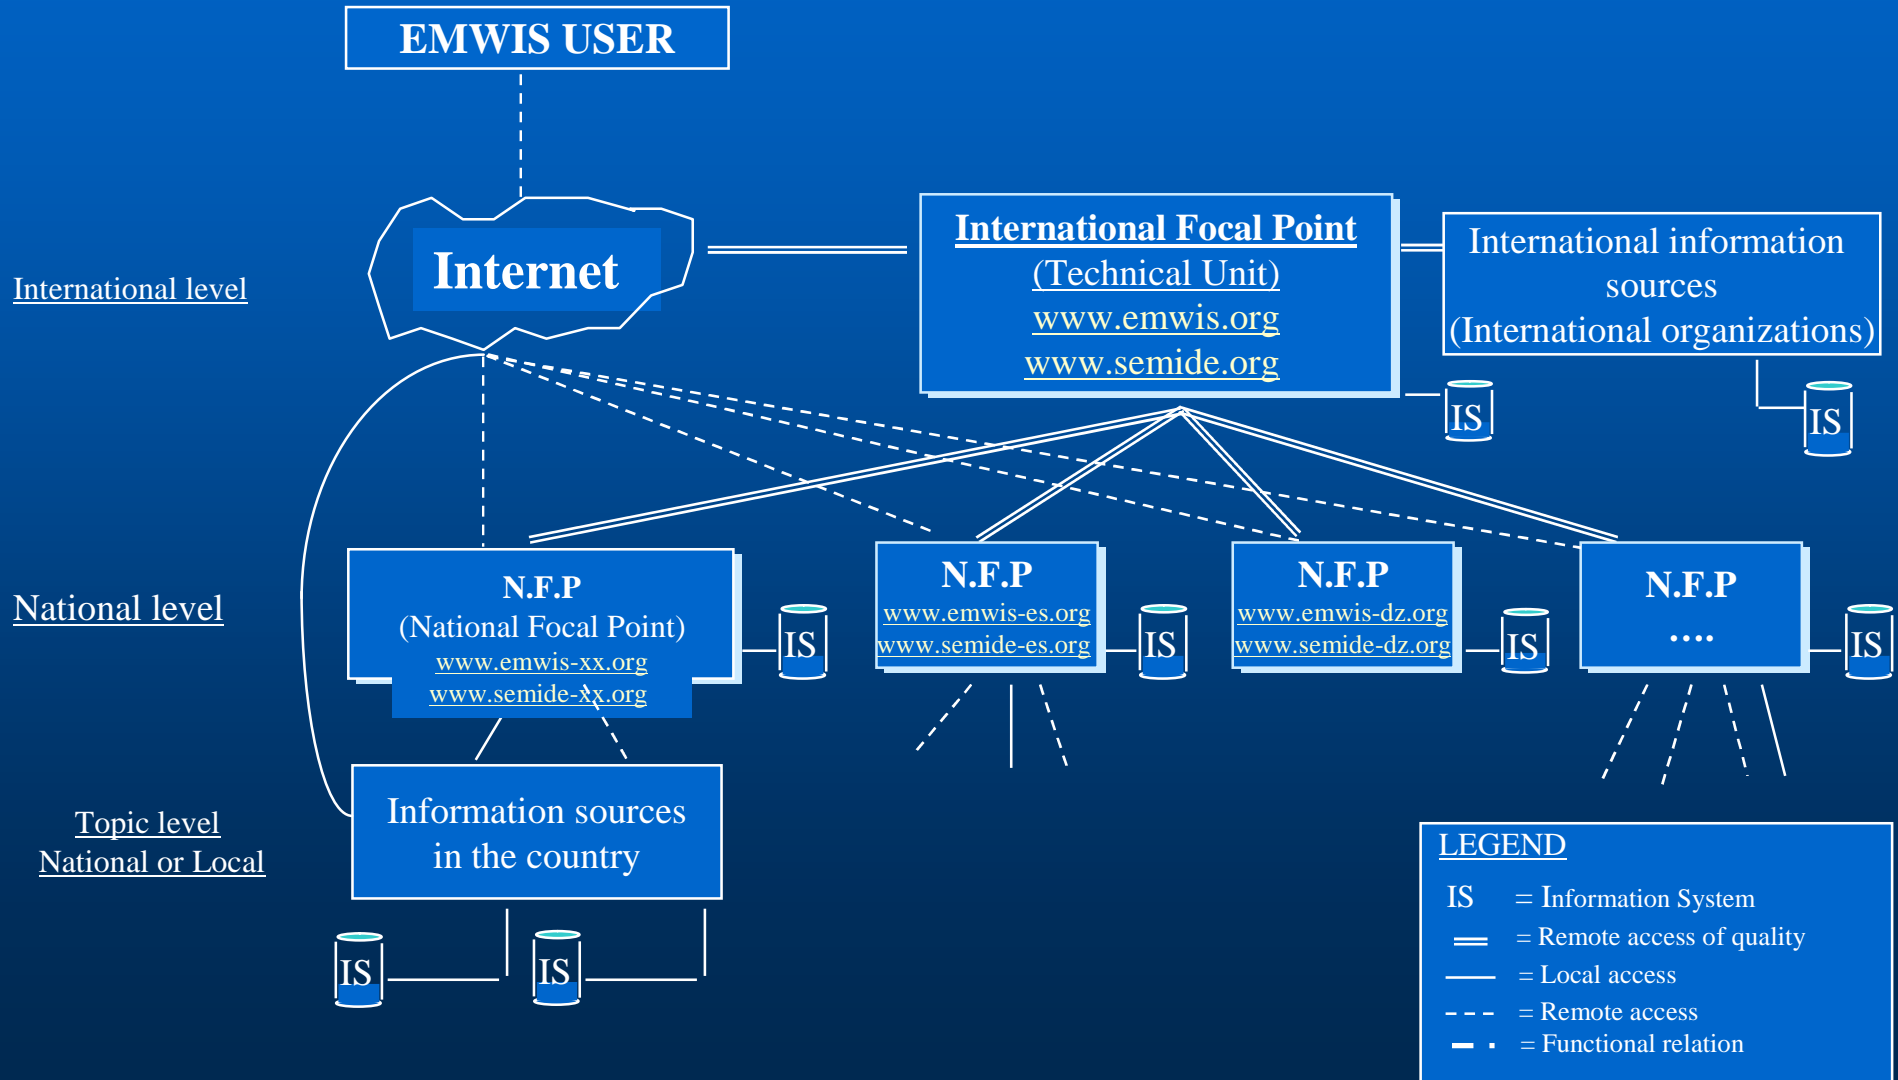 EMWIS USER
Internet
International Focal Point
(Technical Unit)
www.emwis.org
www.semide.org
International information
sources
(International organizations)
International level
IS
IS
National level
N.F.P
(National Focal Point)
www.emwis-xx.org
www.semide-xx.org
IS
N.F.P
www.emwis-es.org
www.semide-es.org
IS
N.F.P
www.emwis-dz.org
www.semide-dz.org
IS
N.F.P
....
IS
Topic level
National or Local
Information sources
in the country
IS
IS
LEGEND
IS = Information System
= Remote access of quality
= Local access
= Remote access
= Functional relation